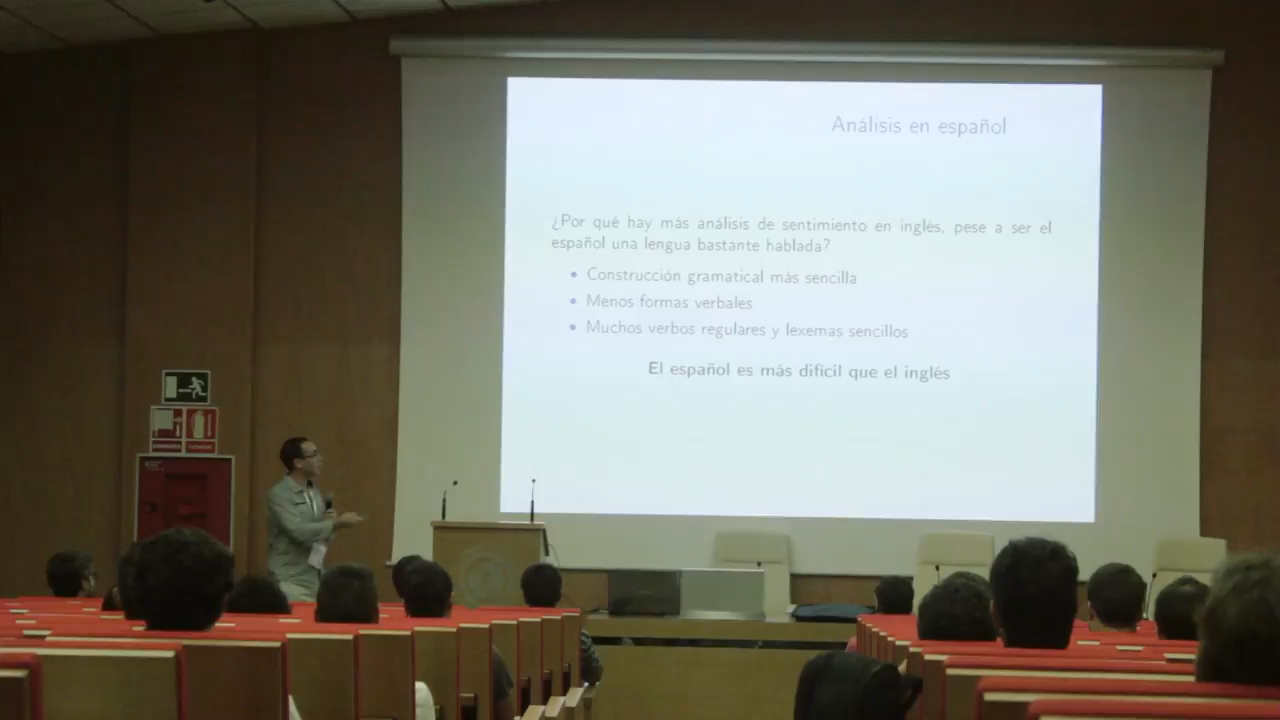 Análisis en español
¿Por qué hay más análisis de sentimiento en inglés, pese a ser el
español una lengua bastante hablada?
• Construcción gramatical más sencilla
• Menos formas verbales
• Muchos verbos regulares y lexemas sencillos
El español es más difícil que el inglés